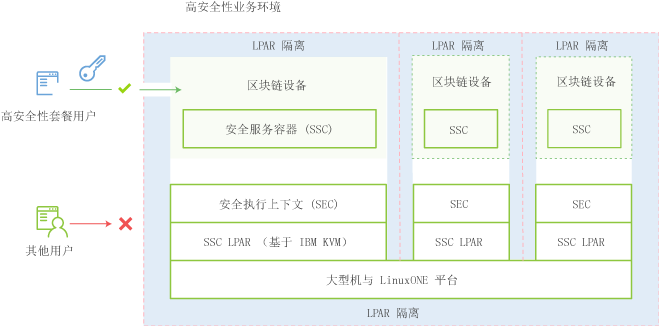 高安全性业务环境
LPAR 隔离
LPAR 隔离
LPAR 隔离
区块链设备
区块链设备
区块链设备
高安全性套餐用户
安全服务容器 (SSC)
SSC
SSC
安全执行上下文 (SEC)
SEC
SEC
其他用户
SSC LPAR （基于 IBM KVM）
SSC LPAR
SSC LPAR
大型机与 LinuxONE 平台
LPAR 隔离